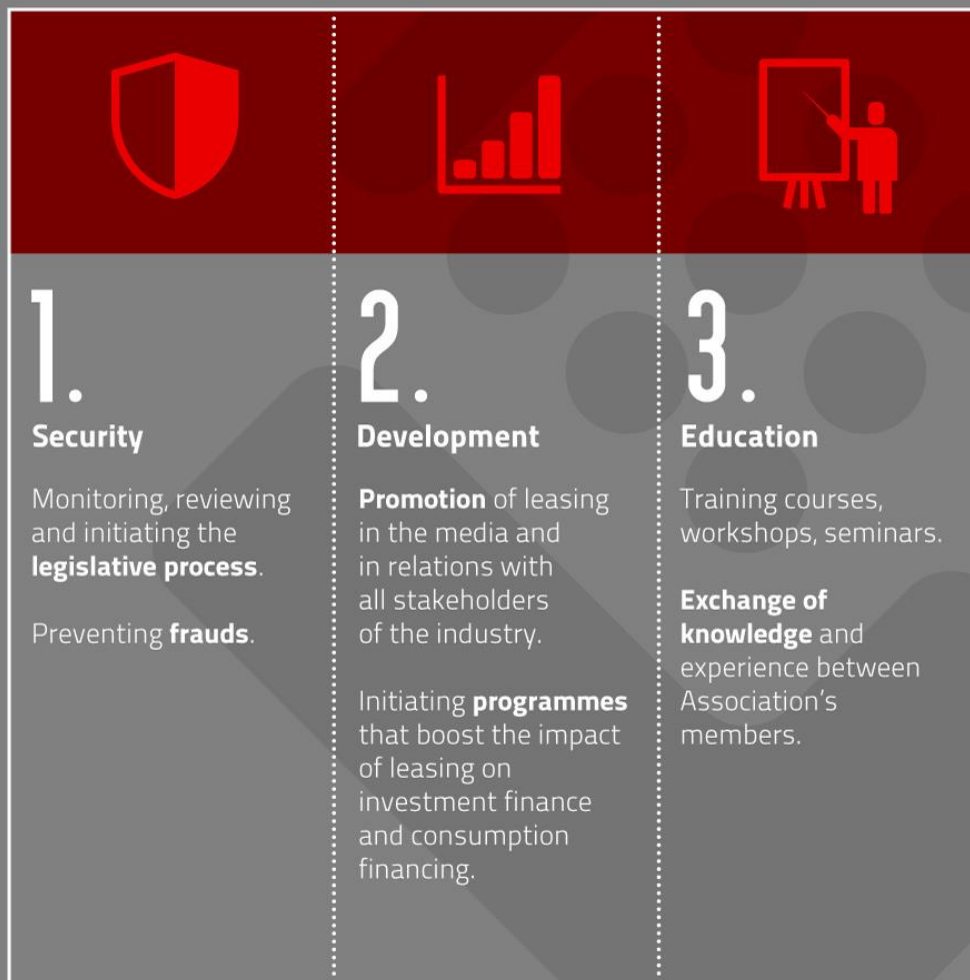 1.
Security
Monitoring, reviewing
and initiating the
legislative process.
Preventing frauds.
2.
Development
Promotion of leasing
in the media and
in relations with
all stakeholders
of the industry.
Initiating programmes
that boost the impact
of leasing on
investment finance
and consumption
financing.
3.
Education
Training courses,
workshops, seminars.
Exchange of
knowledge and
experience between
Association's
members.